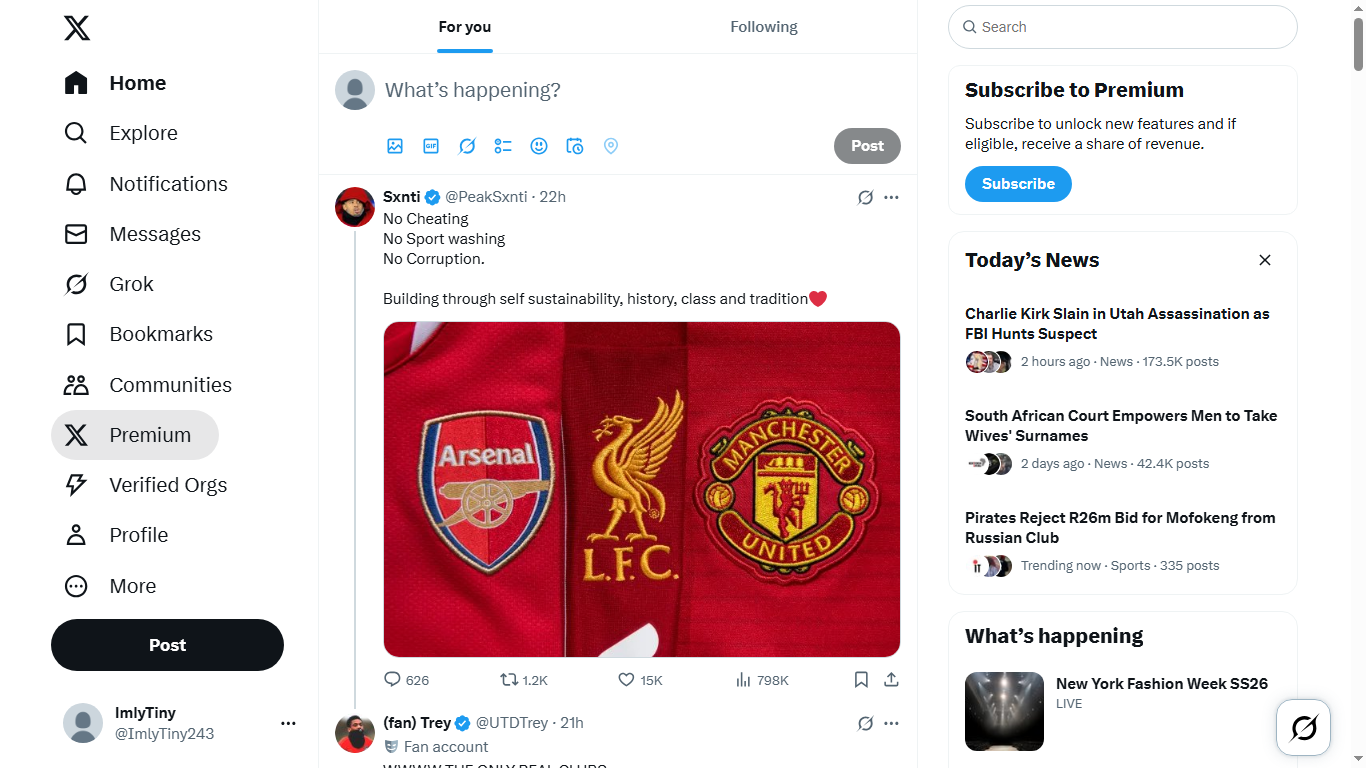 Home
Explore
Notifications
Messages
Grok
Bookmarks
Communities
Premium
Verified Orgs
Profile
More
Post
ImlyTiny
@ImlyTiny243
For you
Following
What's happening?
GIF
Post
Sxnti @PeakSxnti · 22h
No Cheating
No Sport washing
No Corruption.
Building through self sustainability, history, class and tradition❤️
Arsenal
L.F.C.
MANCHESTER
UNITED
626
1.2K
15K
798K
(fan) Trey @UTDTrey · 21h
Fan account
WWWW THE ONLY REAL CLUBS
Search
Subscribe to Premium
Subscribe to unlock new features and if
eligible, receive a share of revenue.
Subscribe
Today's News
Charlie Kirk Slain in Utah Assassination as
FBI Hunts Suspect
2 hours ago · News · 173.5K posts
South African Court Empowers Men to Take
Wives' Surnames
2 days ago · News · 42.4K posts
Pirates Reject R26m Bid for Mofokeng from
Russian Club
Trending now · Sports · 335 posts
What's happening
New York Fashion Week SS26
LIVE